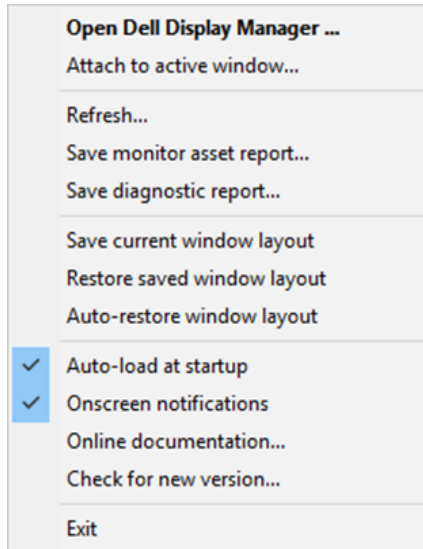 Open Dell Display Manager ...
Attach to active window...
Refresh...
Save monitor asset report...
Save diagnostic report...
Save current window layout
Restore saved window layout
Auto-restore window layout
Auto-load at startup
Onscreen notifications
Online documentation...
Check for new version...
Exit